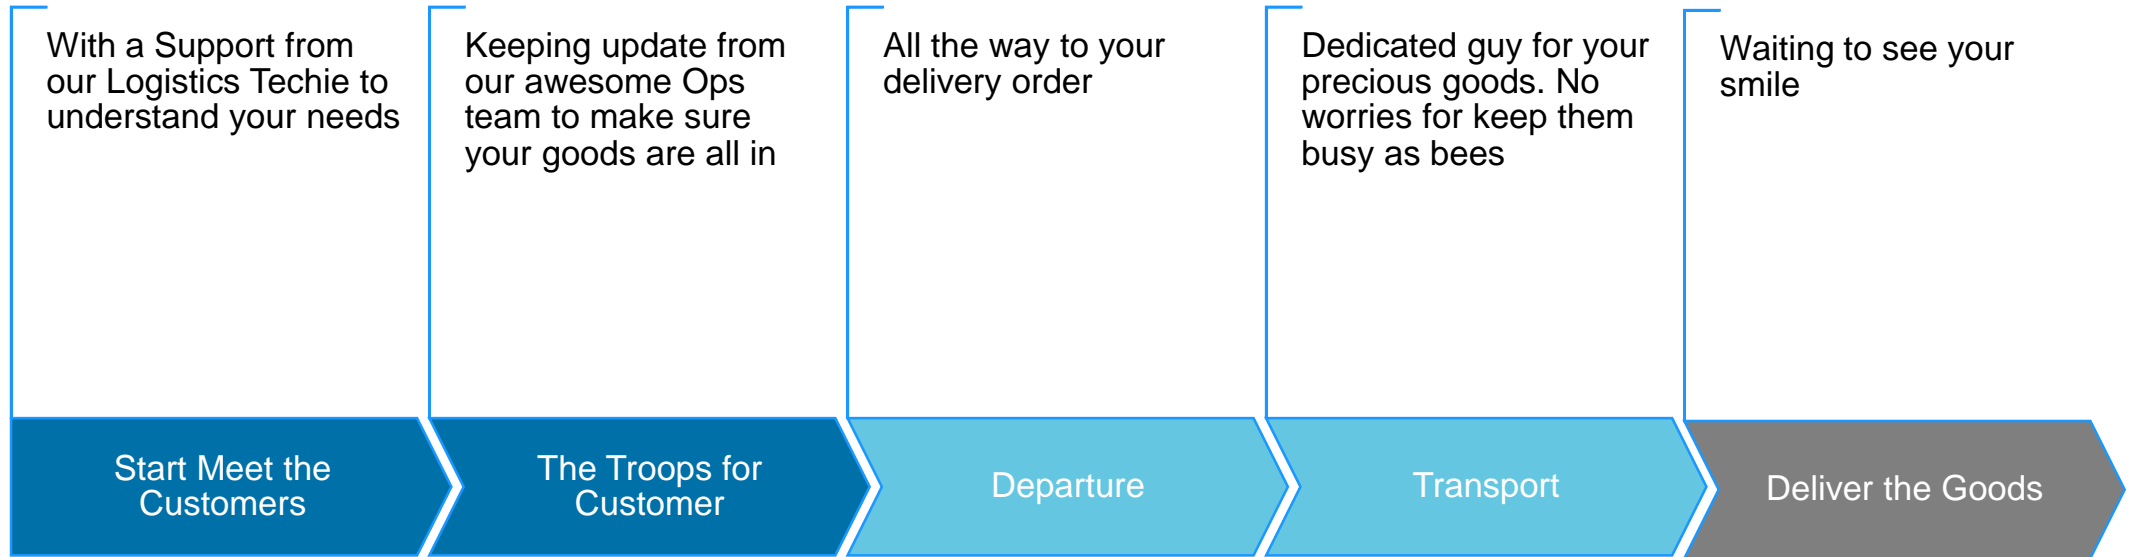 With a Support from
our Logistics Techie to
understand your needs
Keeping update from
our awesome Ops
team to make sure
your goods are all in
All the way to your
delivery order
Dedicated guy for your
precious goods. No
worries for keep them
busy as bees
Waiting to see your
smile
Start Meet the
Customers
The Troops for
Customer
Departure
Transport
Deliver the Goods